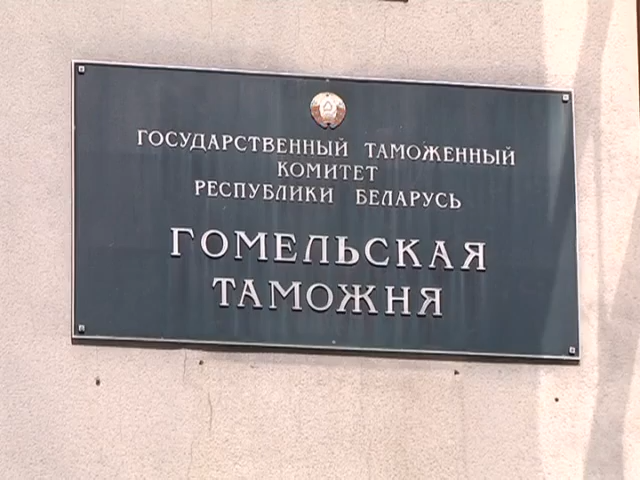 ГОСУДАРСТВЕННЫЙ ТАМОЖЕННЫЙ
КОМИТЕТ
РЕСПУБЛИКИ БЕЛАРУСЬ
ГОМЕЛЬСКАЯ
ТАМОЖНЯ